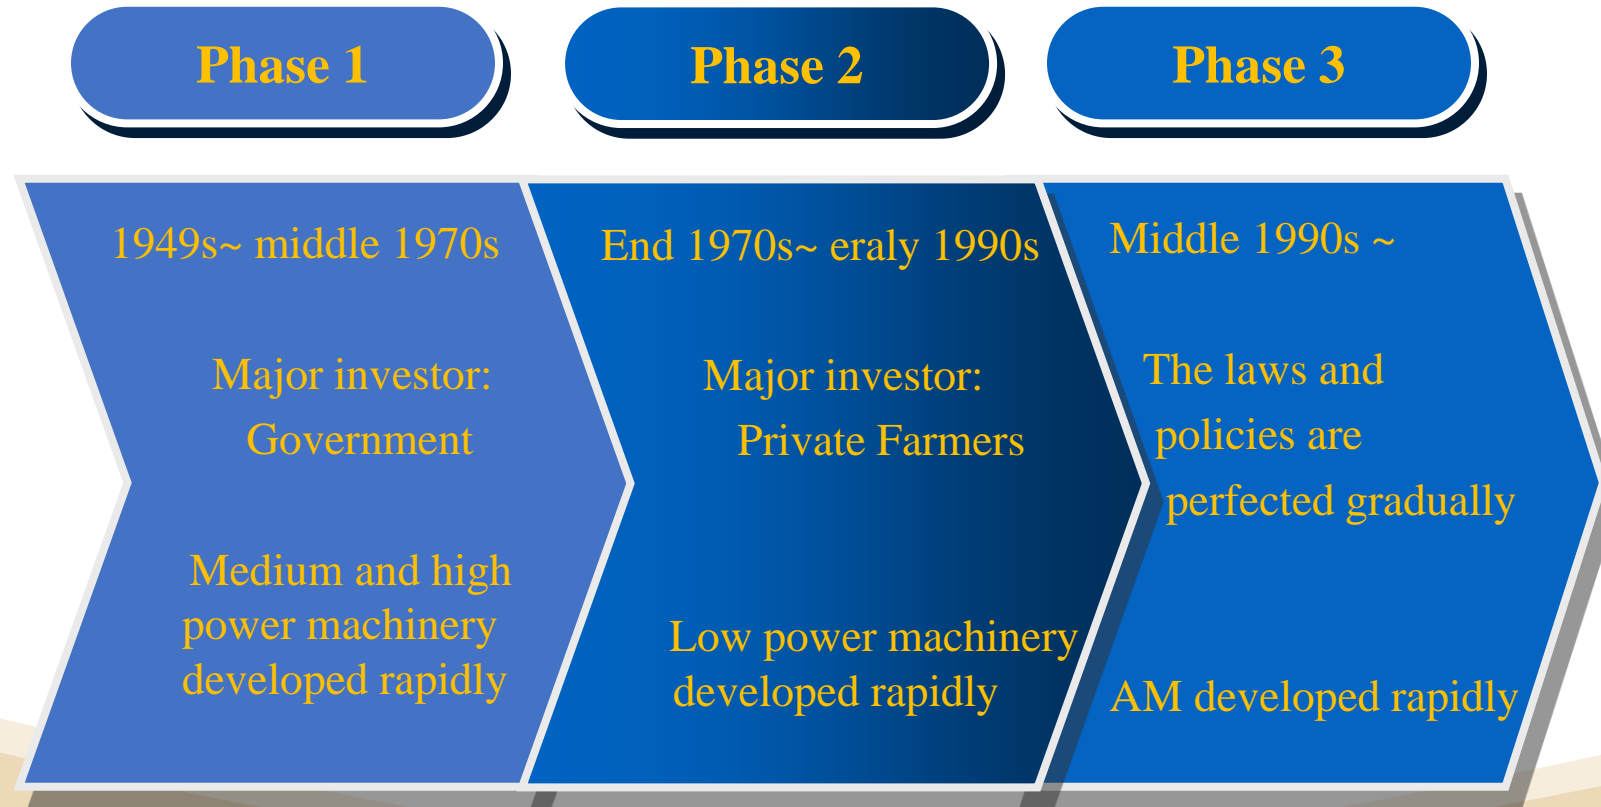 Phase 1
1949s~ middle 1970s
Major investor:
Government
Medium and high
power machinery
developed rapidly
Phase 2
End 1970s~ eraly 1990s
Major investor:
Private Farmers
Low power machinery
developed rapidly
Phase 3
Middle 1990s ~
The laws and
policies are
perfected gradually
AM developed rapidly